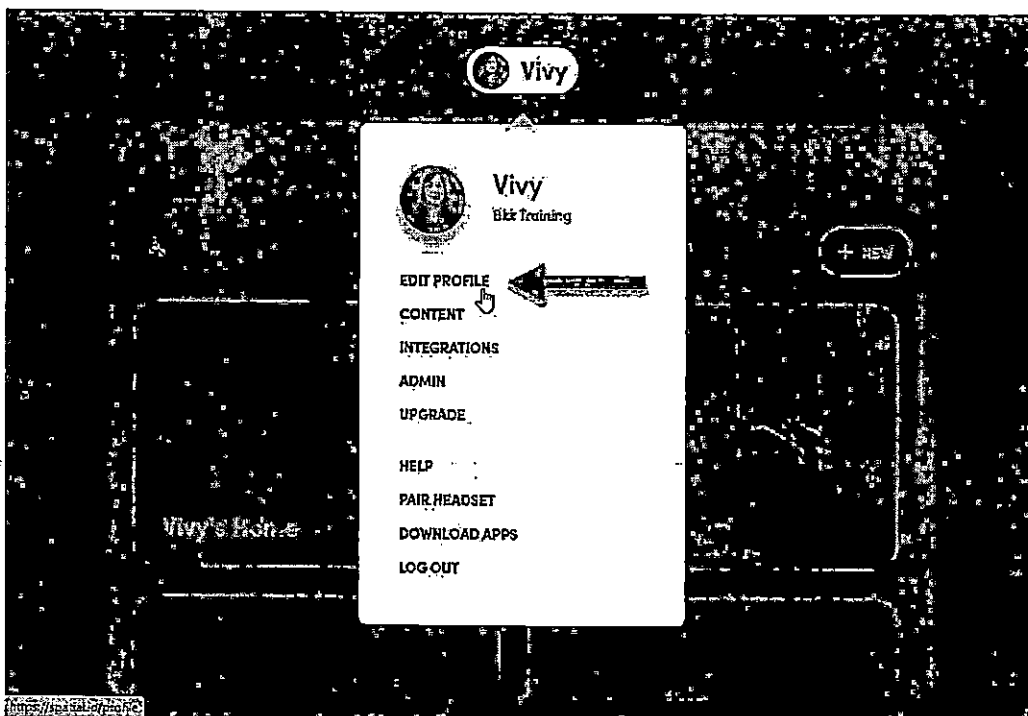 Vivy
Vivy
Bkk Training
+ NEW
EDIT PROFILE
CONTENT
INTEGRATIONS
ADMIN
UPGRADE
HELP
PAIR HEADSET
DOWNLOAD APPS
LOG OUT
Vivy's Home